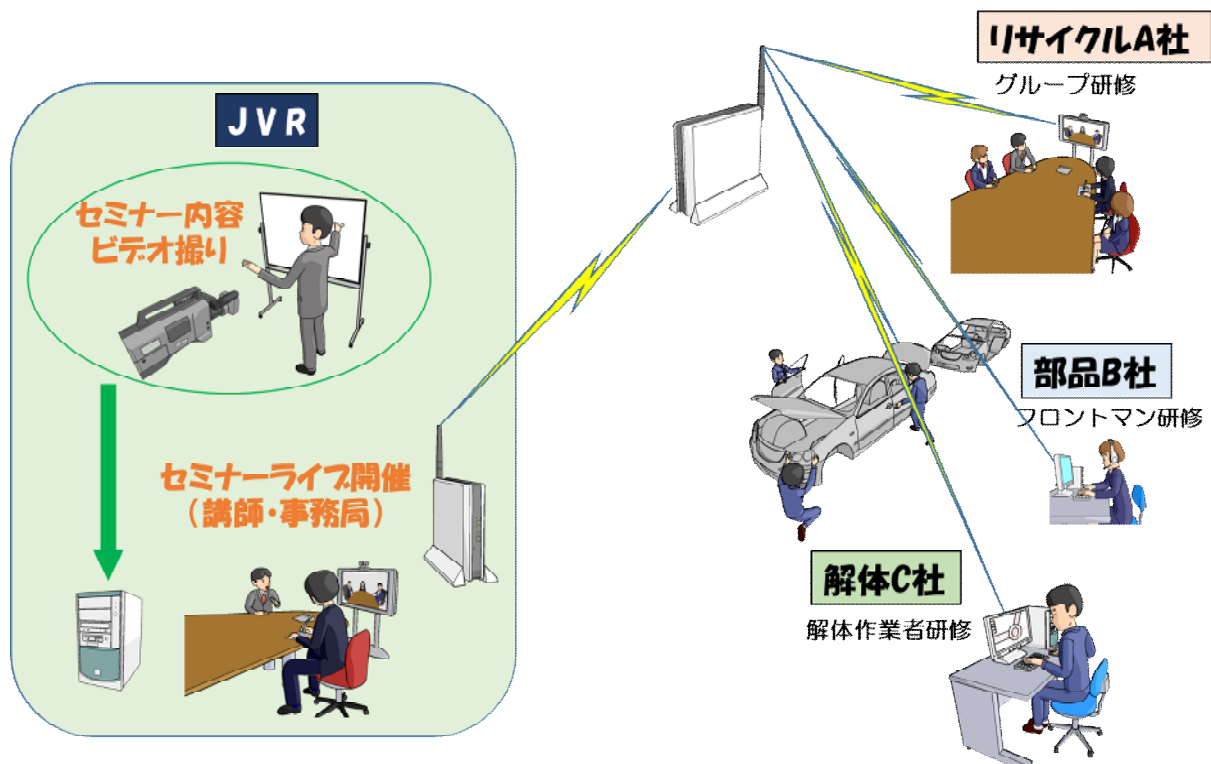 JVR
セミナー内容
ビデオ撮り
セミナーライブ開催
（講師・事務局）
リサイクルA社
グループ研修
部品B社
フロントマン研修
解体C社
解体作業者研修